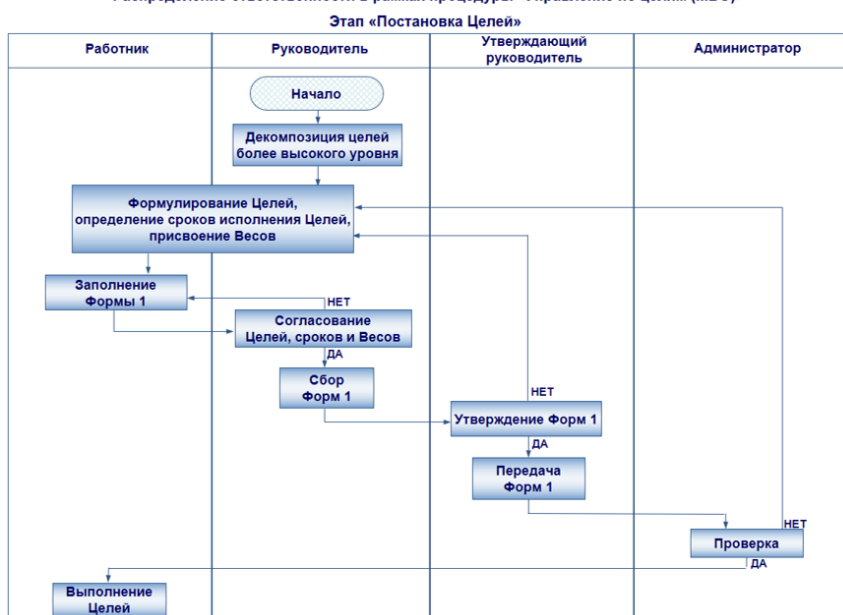 Этап «Постановка Целей»
Работник
Руководитель
Утверждающий
руководитель
Администратор
Начало
Декомпозиция целей
более высокого уровня
Формулирование Целей,
определение сроков исполнения Целей,
присвоение Весов
Заполнение
Формы 1
НЕТ
Согласование
Целей, сроков и Весов
ДА
Сбор
Форм 1
НЕТ
Утверждение Форм 1
ДА
Передача
Форм 1
НЕТ
Проверка
ДА
Выполнение
Целей